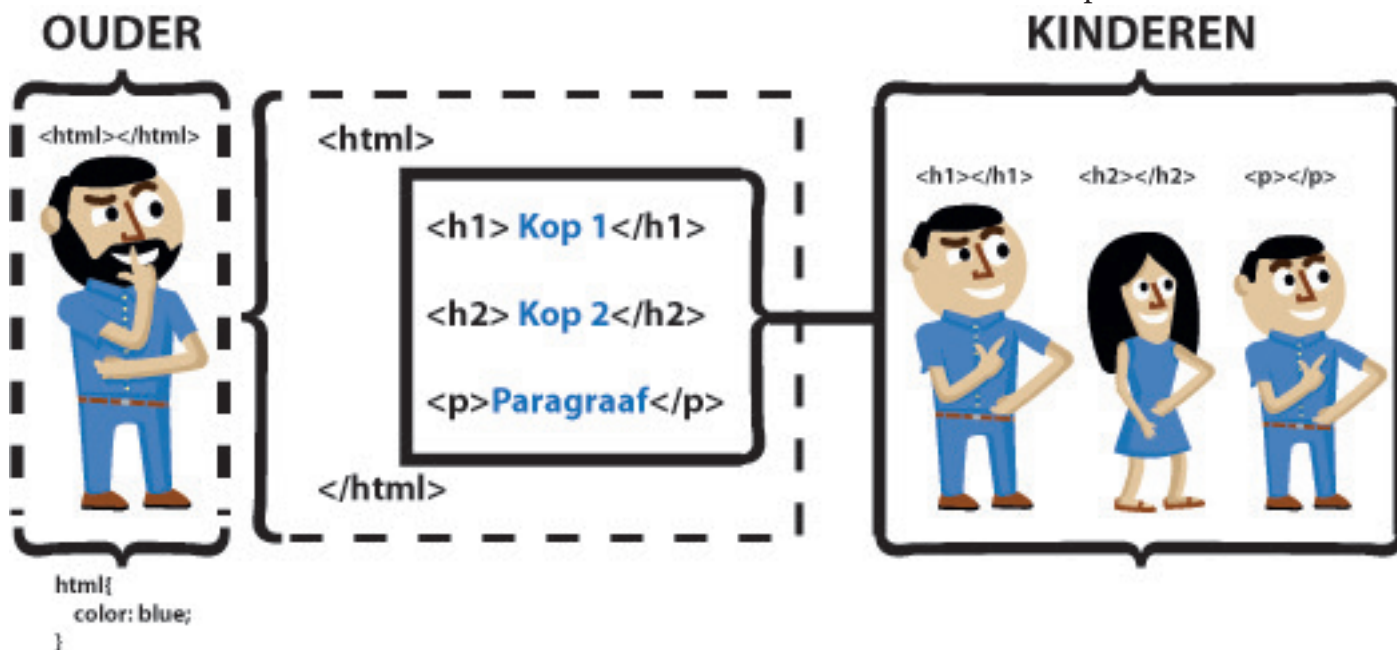 OUDER
<html></html>
html{
color: blue;
}
<html>
<h1> Kop 1</h1>
<h2> Kop 2</h2>
<p>Paragraaf</p>
</html>
KINDEREN
<h1></h1> <h2></h2> <p></p>